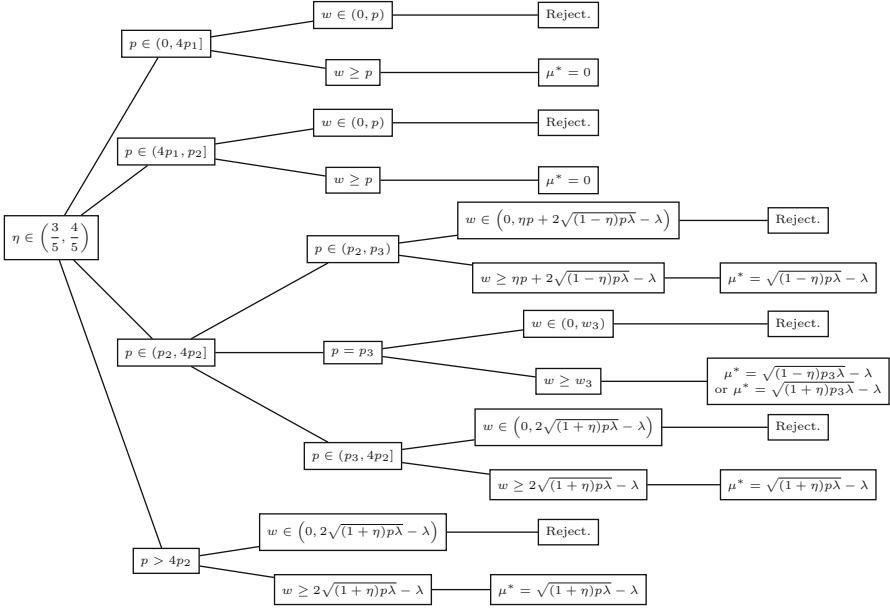 w ∈ (0, p)
Reject.
p ∈ (0, 4p₁]
w ≥ p
μ* = 0
w ∈ (0, p)
Reject.
p ∈ (4p₁, p₂]
w ≥ p
μ* = 0
η ∈ (3/5, 4/5)
w ∈ (0, ηp + 2√((1 − η)pλ) − λ)
Reject.
p ∈ (p₂, p₃)
w ≥ ηp + 2√((1 − η)pλ) − λ
μ* = √((1 − η)pλ) − λ
p ∈ (p₂, 4p₂]
w ∈ (0, w₃)
Reject.
p = p₃
w ≥ w₃
μ* = √((1 − η)p₃λ) − λ
or μ* = √((1 + η)p₃λ) − λ
w ∈ (0, 2√((1 + η)pλ) − λ)
Reject.
p ∈ (p₃, 4p₂]
w ≥ 2√((1 + η)pλ) − λ
μ* = √((1 + η)pλ) − λ
w ∈ (0, 2√((1 + η)pλ) − λ)
Reject.
p > 4p₂
w ≥ 2√((1 + η)pλ) − λ
μ* = √((1 + η)pλ) − λ